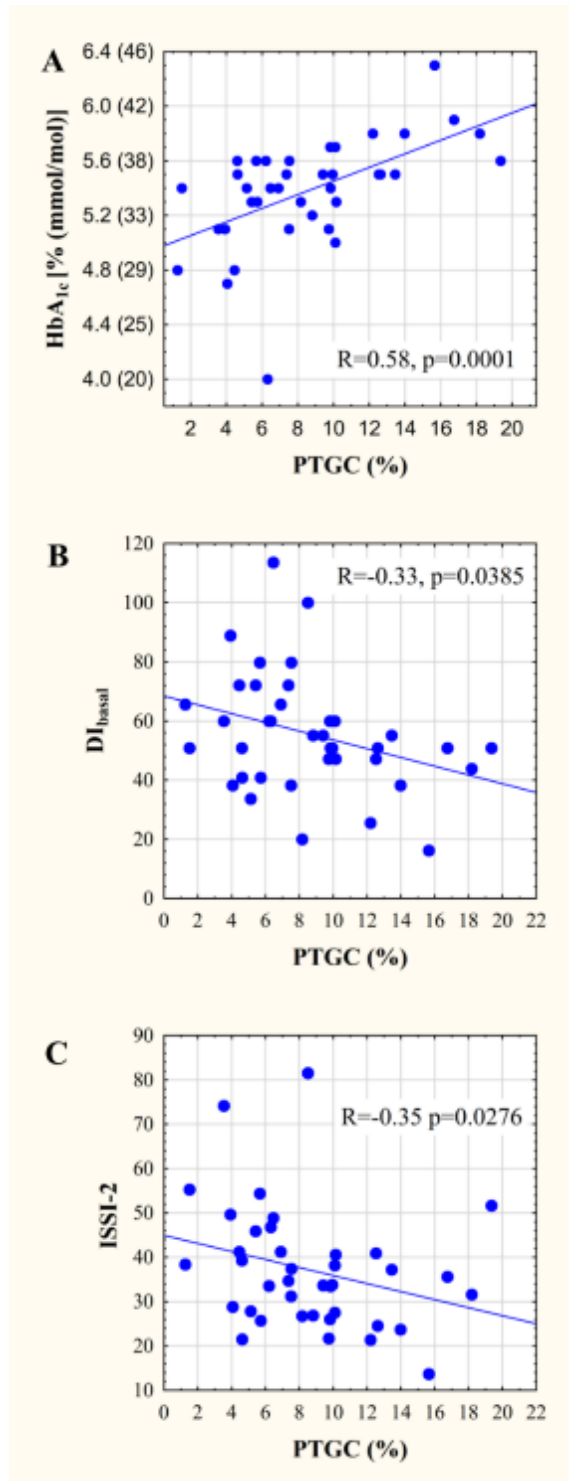 A
6.4 (46)
6.0 (42)
5.6 (38)
5.2 (33)
4.8 (29)
4.4 (25)
4.0 (20)
HbA1c [% (mmol/mol)]
R=0.58, p=0.0001
2 4 6 8 10 12 14 16 18 20
PTGC (%)
B
120
100
80
60
40
20
0
DIbasal
R=-0.33, p=0.0385
0 2 4 6 8 10 12 14 16 18 20 22
PTGC (%)
C
90
80
70
60
50
40
30
20
10
ISSI-2
R=-0.35 p=0.0276
0 2 4 6 8 10 12 14 16 18 20 22
PTGC (%)